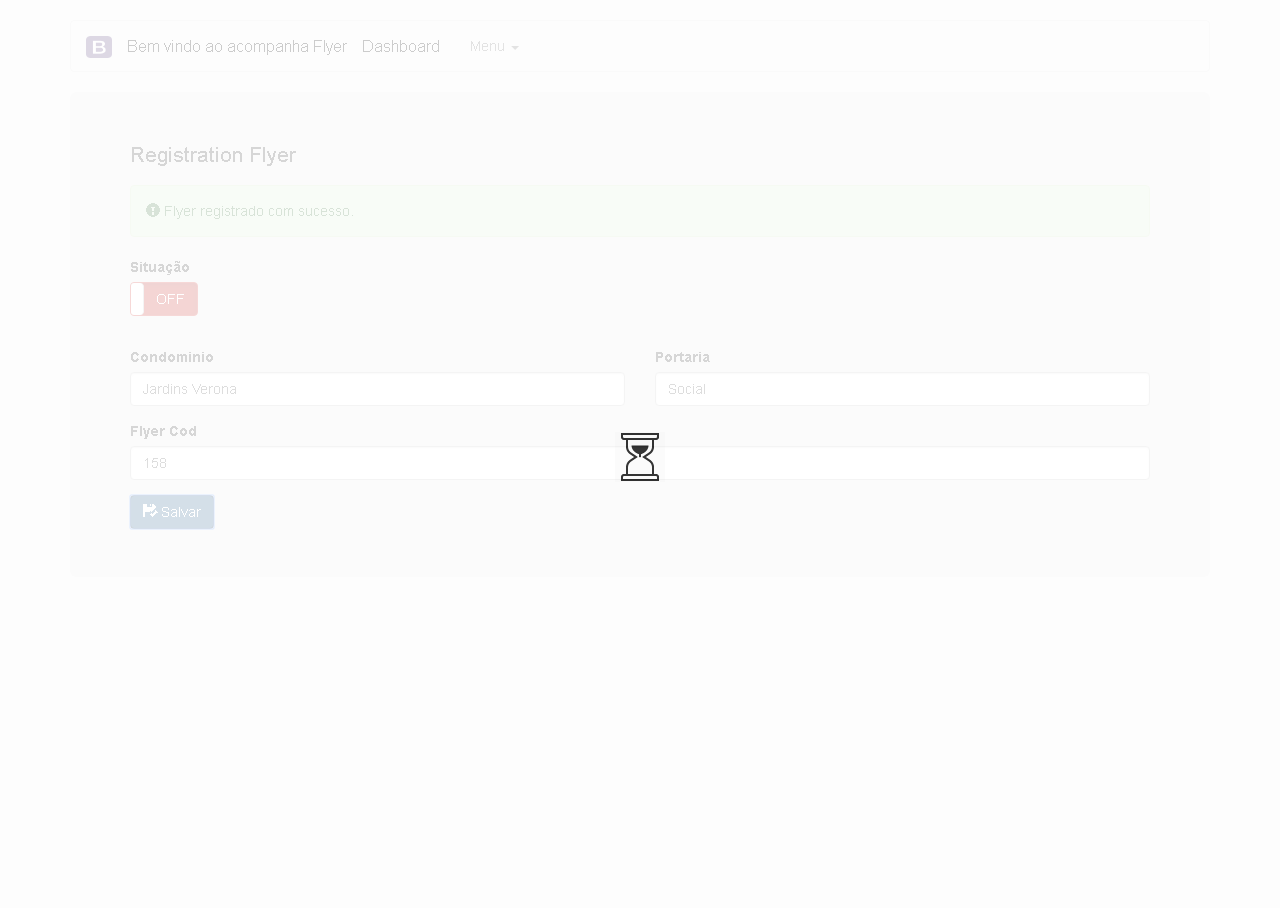 B Bem vindo ao acompanha Flyer Dashboard Menu
Registration Flyer
Flyer registrado com sucesso.
Situação
OFF
Condominio Portaria
Jardins Verona Social
Flyer Cod
158
Salvar